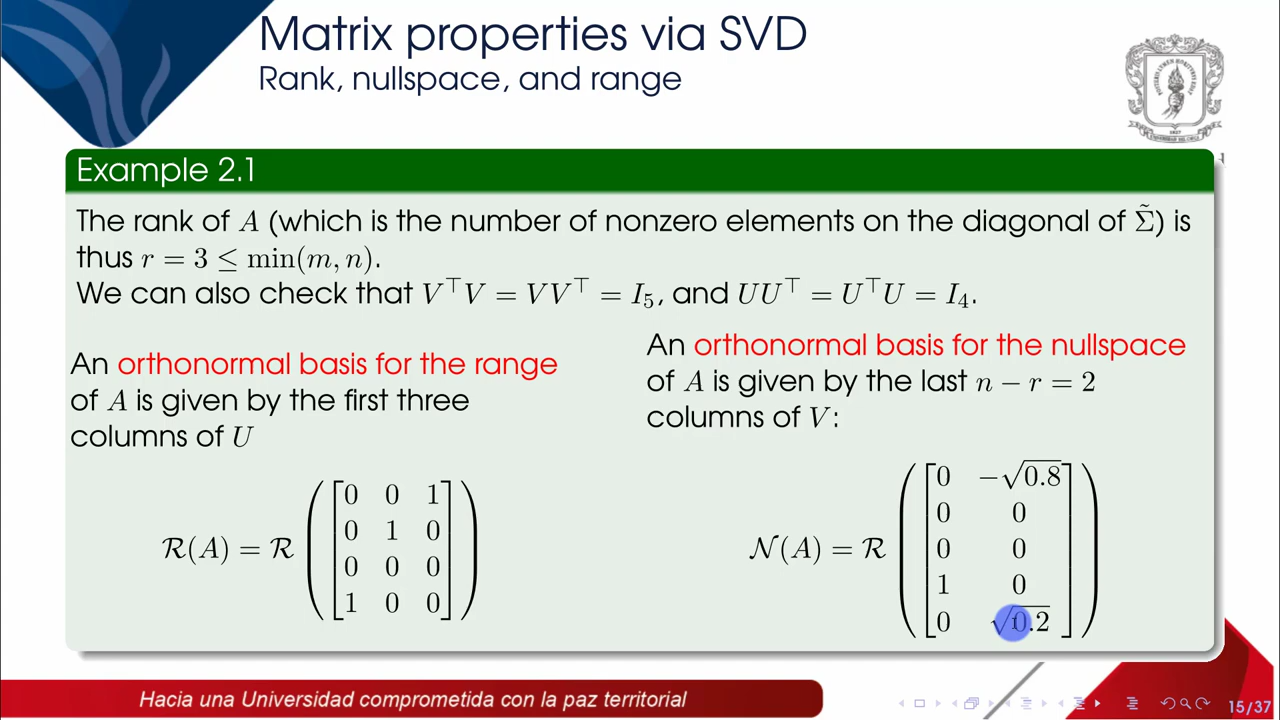 Matrix properties via SVD
Rank, nullspace, and range
Example 2.1
The rank of A (which is the number of nonzero elements on the diagonal of Σ̃) is
thus r = 3 ≤ min(m, n).
We can also check that V⊤V = VV⊤ = I₅, and UU⊤ = U⊤U = I₄.
An orthonormal basis for the range
of A is given by the first three
columns of U
R(A) = R
0 0 1
0 1 0
0 0 0
1 0 0
An orthonormal basis for the nullspace
of A is given by the last n − r = 2
columns of V:
N(A) = R
0 −√0.8
0 0
0 0
1 0
0 √0.2
Hacia una Universidad comprometida con la paz territorial
15/37